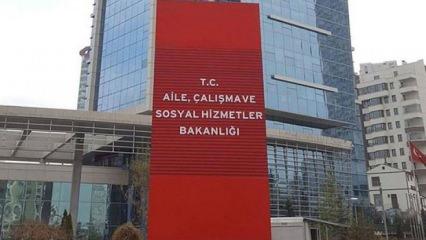 T.C.
AİLE, ÇALIŞMAVE
SOSYAL HİZMETLER
BAKANLIĞI